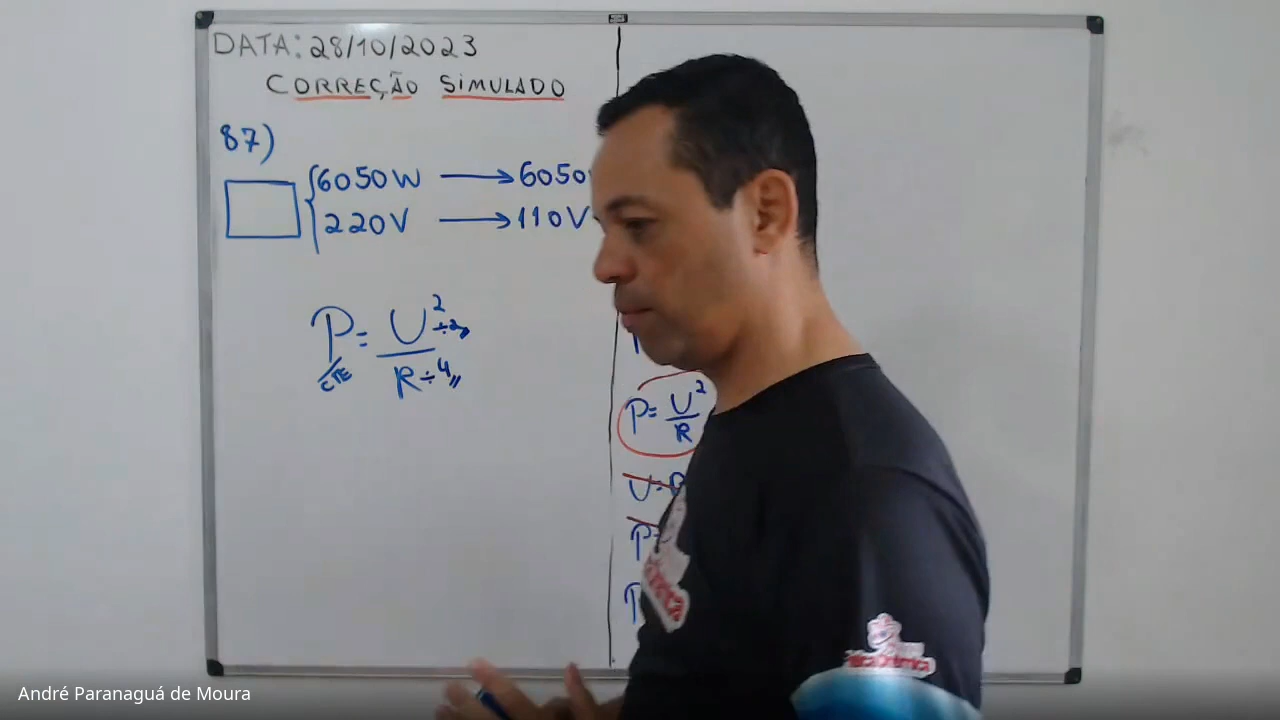 DATA: 28/10/2023
CORREÇÃO SIMULADO
87)
6050W → 6050
220V → 110V
P = U² ÷2
CTE R ÷4
P = U²
R
U =
P =
André Paranaguá de Moura